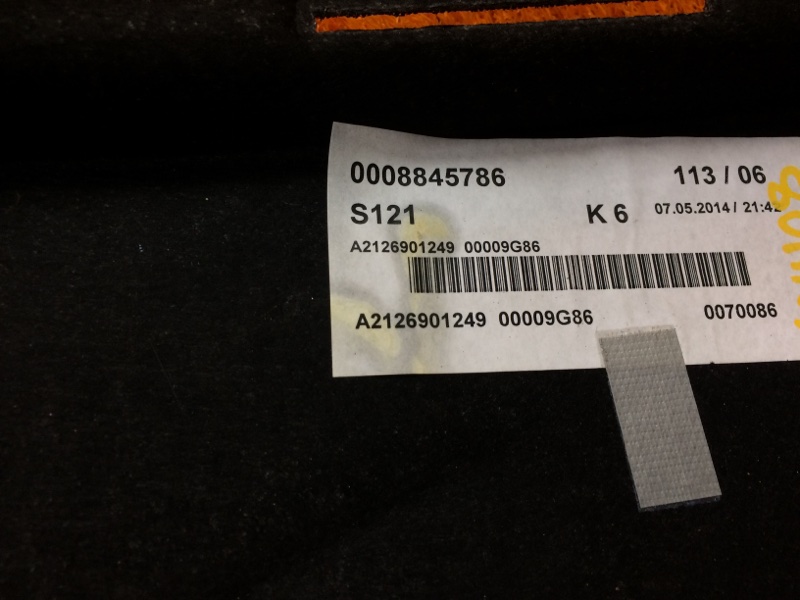 0008845786 113 / 06
S121 K 6 07.05.2014 / 21:42
A2126901249 00009G86
A2126901249 00009G86 0070086